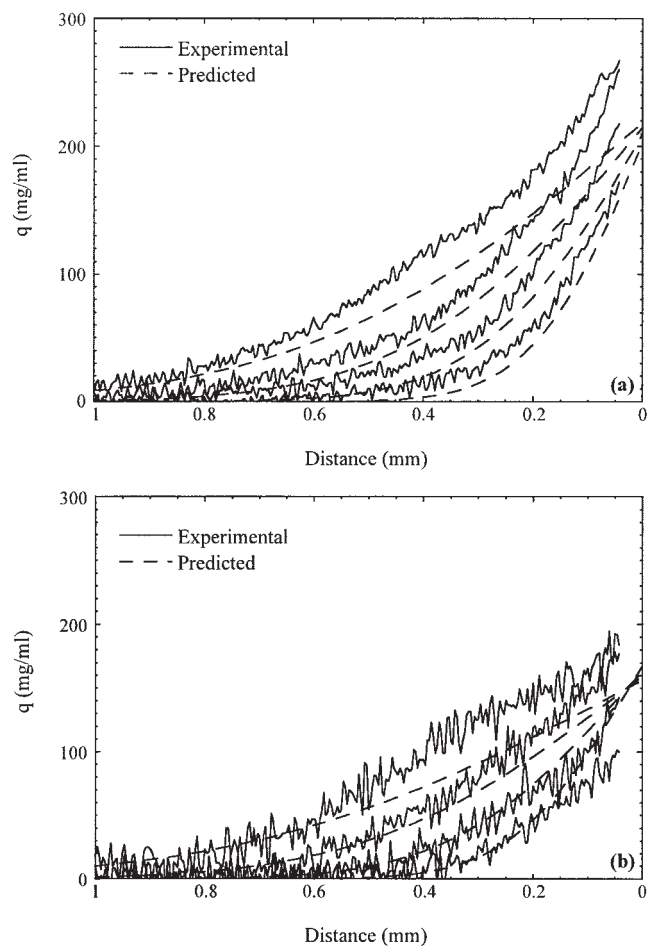 300
Experimental
Predicted
200
q (mg/ml)
100
0
(a)
1 0.8 0.6 0.4 0.2 0
Distance (mm)
300
Experimental
Predicted
200
q (mg/ml)
100
0
(b)
1 0.8 0.6 0.4 0.2 0
Distance (mm)